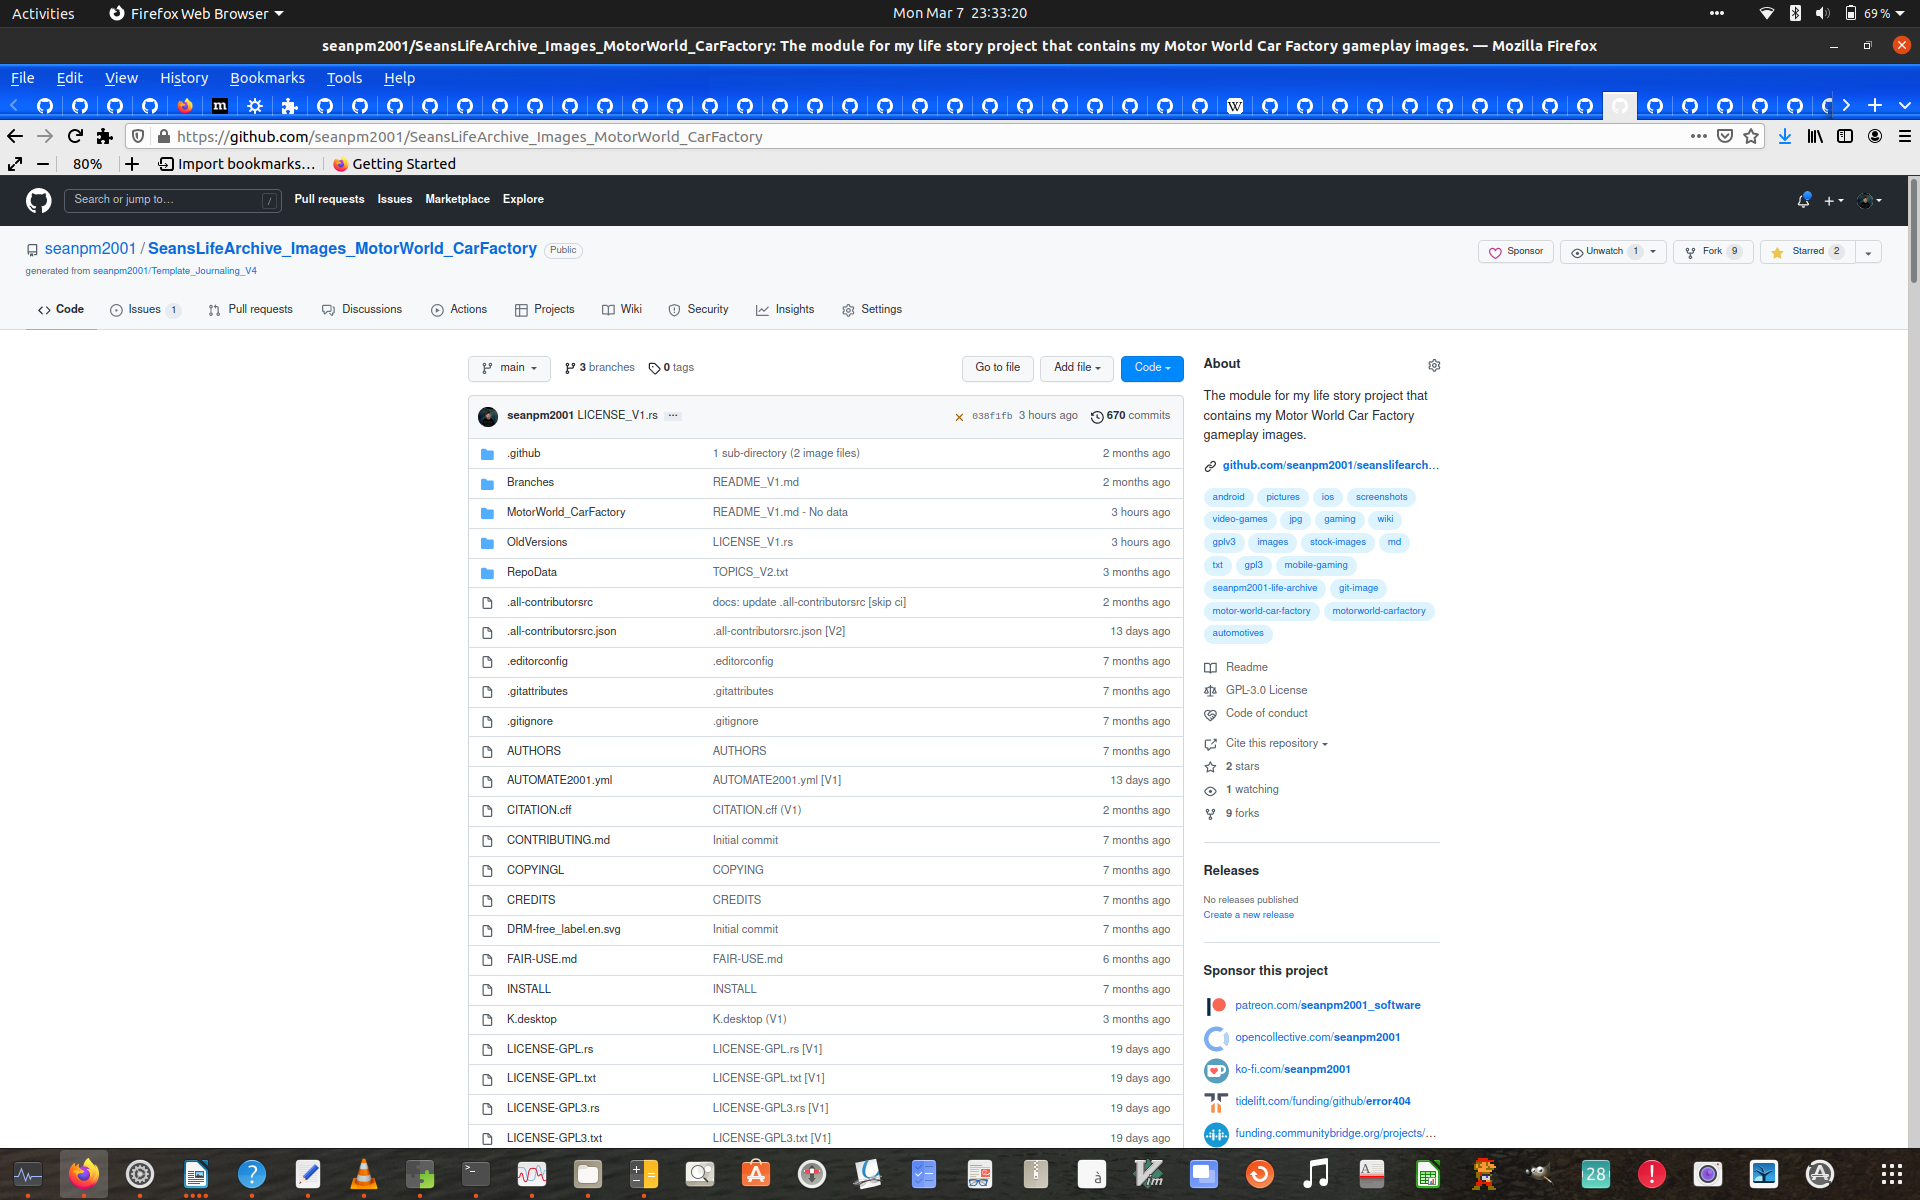 Activities
Firefox Web Browser
Mon Mar 7 23:33:20
69 %
seanpm2001/SeansLifeArchive_Images_MotorWorld_CarFactory: The module for my life story project that contains my Motor World Car Factory gameplay images. — Mozilla Firefox
File Edit View History Bookmarks Tools Help
https://github.com/seanpm2001/SeansLifeArchive_Images_MotorWorld_CarFactory
80% Import bookmarks... Getting Started
Search or jump to... / Pull requests Issues Marketplace Explore
seanpm2001 / SeansLifeArchive_Images_MotorWorld_CarFactory Public
Sponsor Unwatch 1 Fork 9 Starred 2
generated from seanpm2001/Template_Journaling_V4
Code Issues 1 Pull requests Discussions Actions Projects Wiki Security Insights Settings
main 3 branches 0 tags Go to file Add file Code
seanpm2001 LICENSE_V1.rs ... 038f1fb 3 hours ago 670 commits
.github 1 sub-directory (2 image files) 2 months ago
Branches README_V1.md 2 months ago
MotorWorld_CarFactory README_V1.md - No data 3 hours ago
OldVersions LICENSE_V1.rs 3 hours ago
RepoData TOPICS_V2.txt 3 months ago
.all-contributorsrc docs: update .all-contributorsrc [skip ci] 2 months ago
.all-contributorsrc.json .all-contributorsrc.json [V2] 13 days ago
.editorconfig .editorconfig 7 months ago
.gitattributes .gitattributes 7 months ago
.gitignore .gitignore 7 months ago
AUTHORS AUTHORS 7 months ago
AUTOMATE2001.yml AUTOMATE2001.yml [V1] 13 days ago
CITATION.cff CITATION.cff (V1) 2 months ago
CONTRIBUTING.md Initial commit 7 months ago
COPYINGL COPYING 7 months ago
CREDITS CREDITS 7 months ago
DRM-free_label.en.svg Initial commit 7 months ago
FAIR-USE.md FAIR-USE.md 6 months ago
INSTALL INSTALL 7 months ago
K.desktop K.desktop (V1) 3 months ago
LICENSE-GPL.rs LICENSE-GPL.rs [V1] 19 days ago
LICENSE-GPL.txt LICENSE-GPL.txt [V1] 19 days ago
LICENSE-GPL3.rs LICENSE-GPL3.rs [V1] 19 days ago
LICENSE-GPL3.txt LICENSE-GPL3.txt [V1] 19 days ago
About
The module for my life story project that
contains my Motor World Car Factory
gameplay images.
github.com/seanpm2001/seanslifearch...
android pictures ios screenshots
video-games jpg gaming wiki
gplv3 images stock-images md
txt gpl3 mobile-gaming
seanpm2001-life-archive git-image
motor-world-car-factory motorworld-carfactory
automotives
Readme
GPL-3.0 License
Code of conduct
Cite this repository
2 stars
1 watching
9 forks
Releases
No releases published
Create a new release
Sponsor this project
patreon.com/seanpm2001_software
opencollective.com/seanpm2001
ko-fi.com/seanpm2001
tidelift.com/funding/github/error404
funding.communitybridge.org/projects/...
28